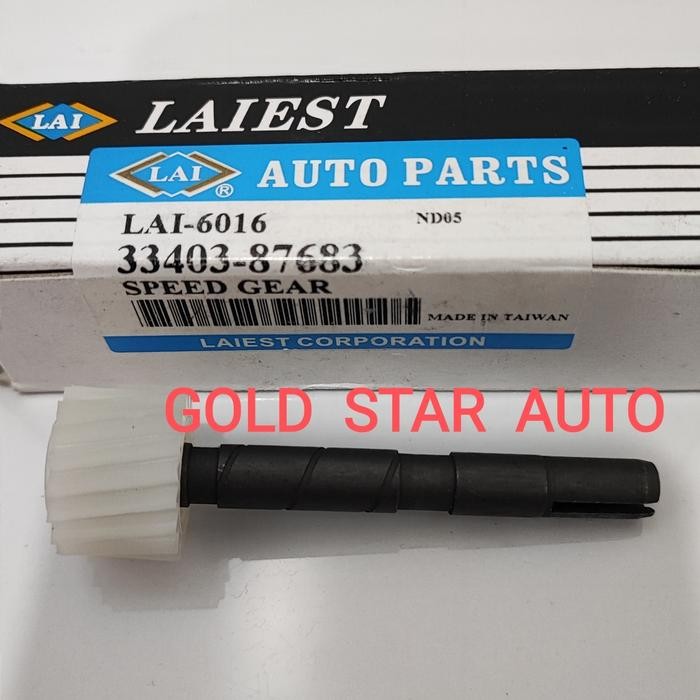 LAI LAIEST
LAI ® AUTO PARTS
LAI-6016 ND05
33403-87683
SPEED GEAR
MADE IN TAIWAN
LAIEST CORPORATION
GOLD STAR AUTO